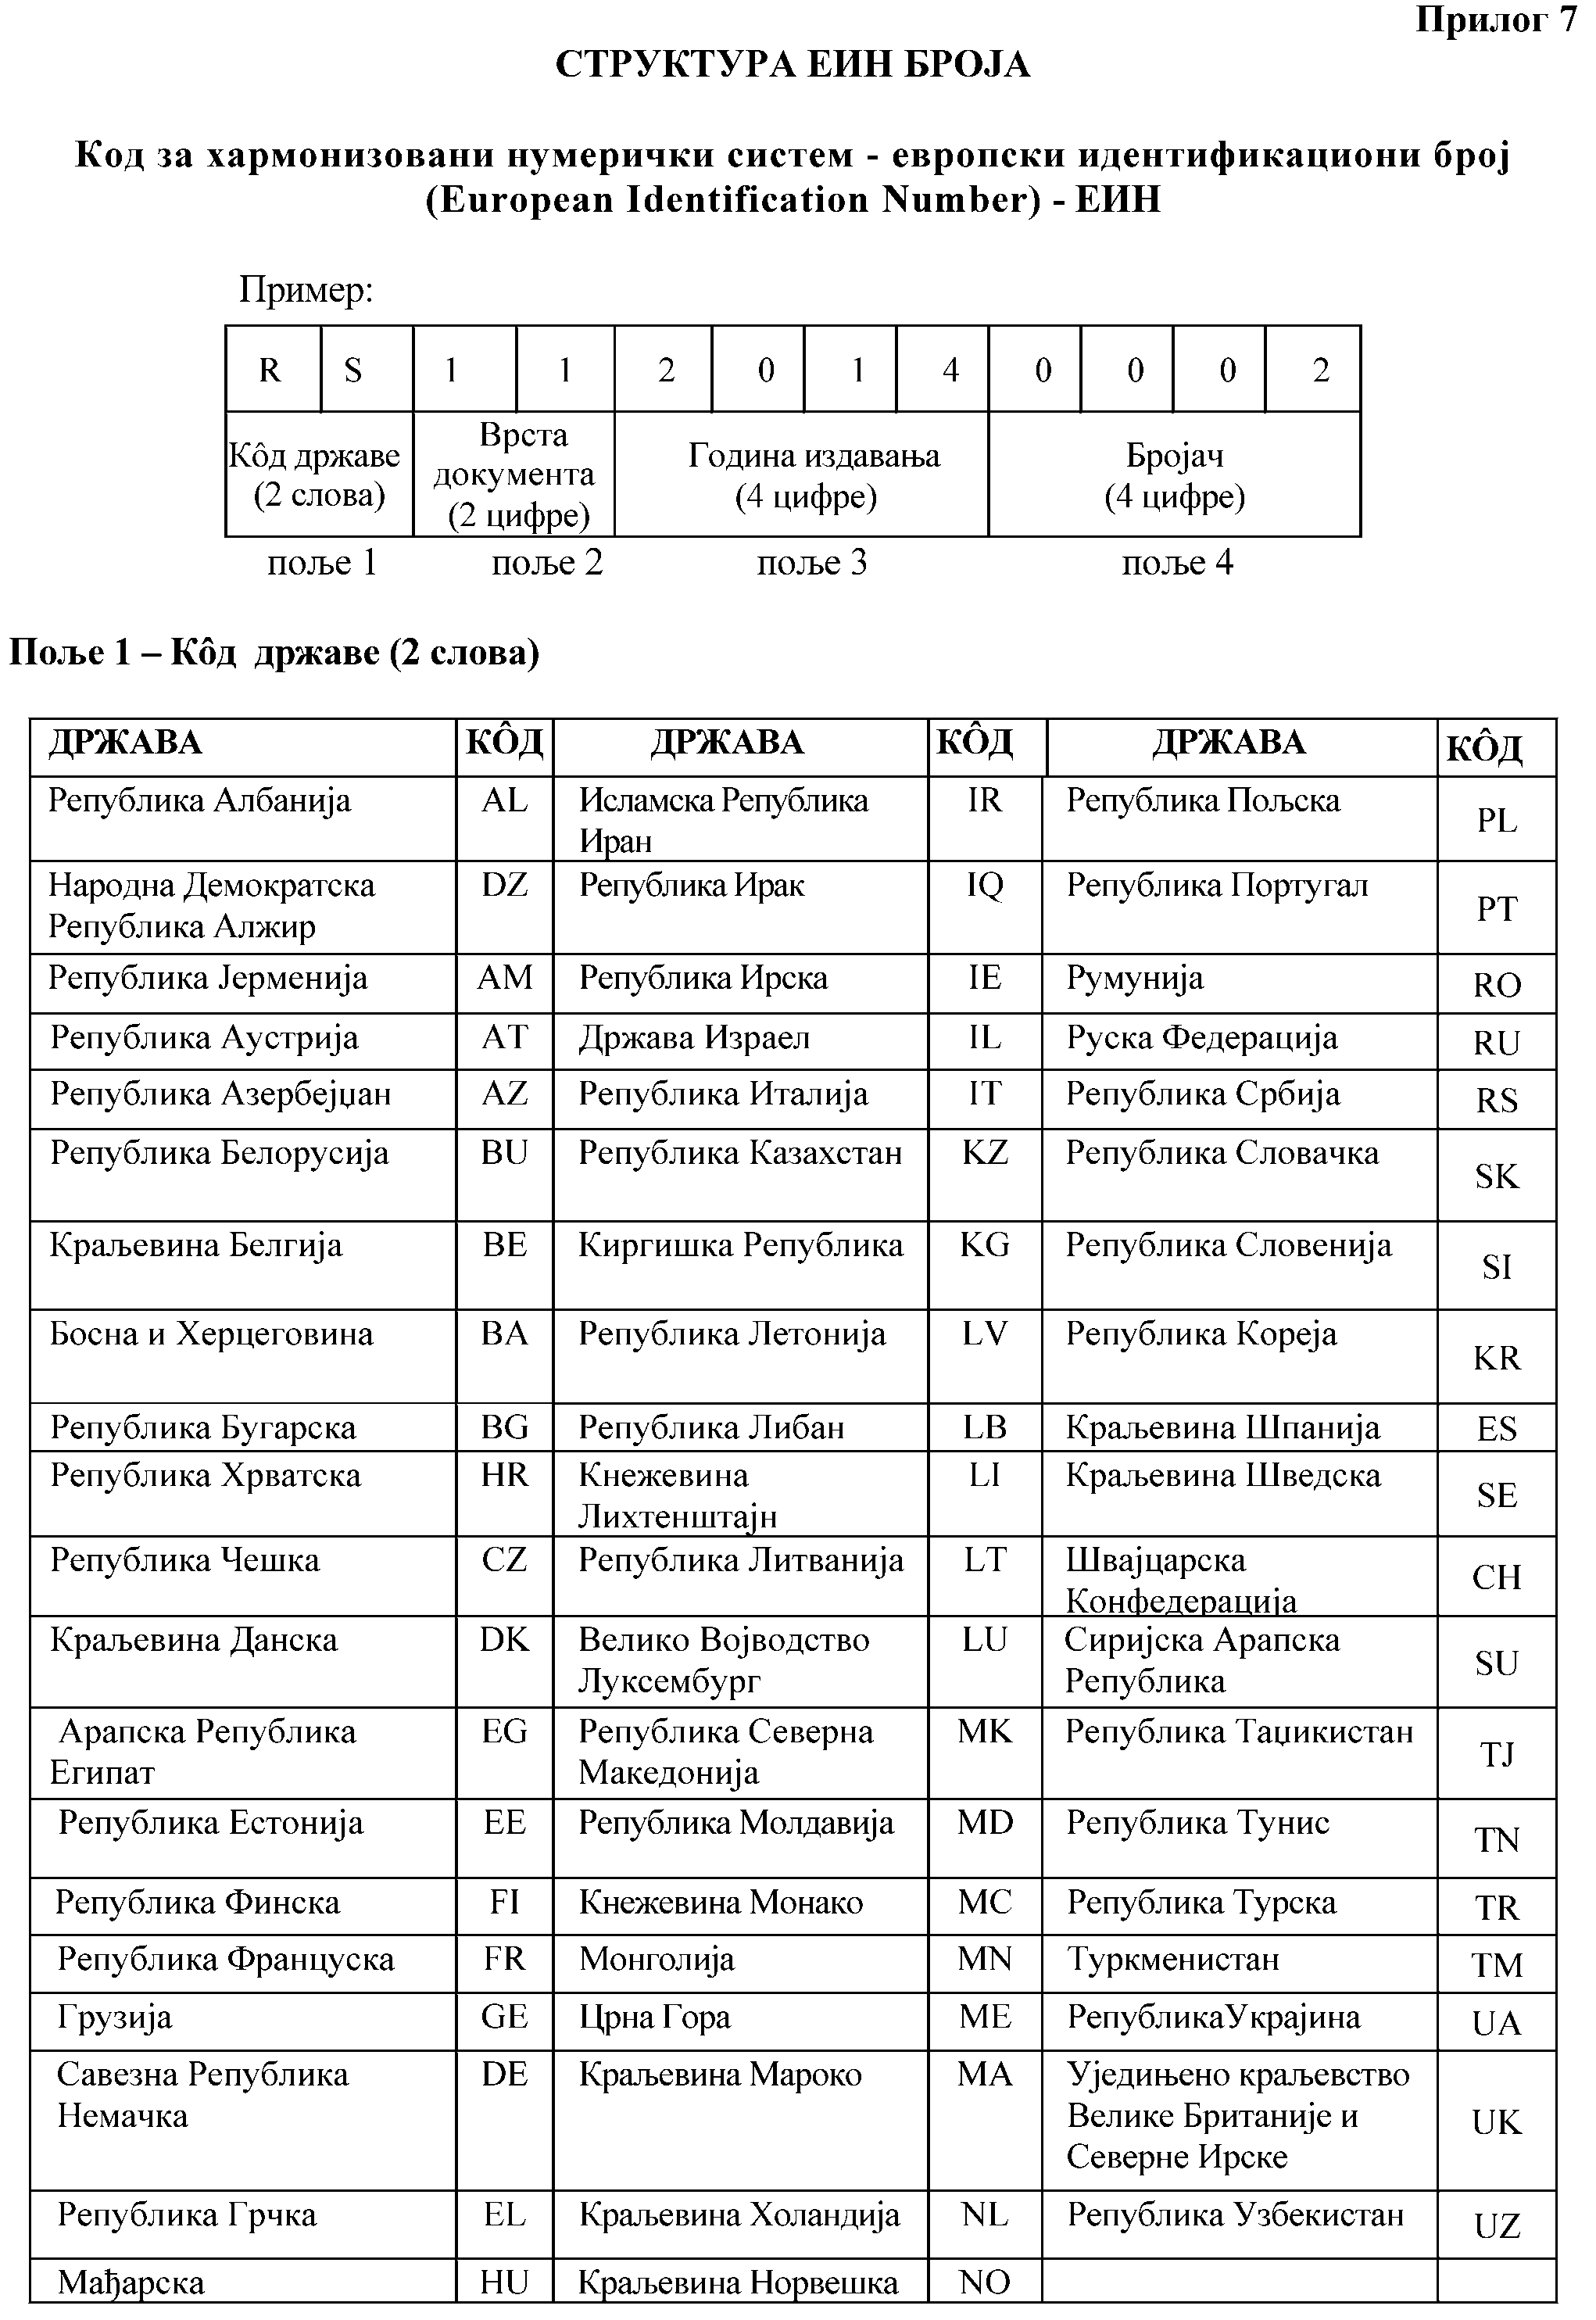 Прилог 7
СТРУКТУРА ЕИН БРОЈА
Код за хармонизовани нумерички систем - европски идентификациони број
(European Identification Number) - ЕИН
Пример:
R S 1 1 2 0 1 4 0 0 0 2
Кôд државе (2 слова) Врста документа (2 цифре) Година издавања (4 цифре) Бројач (4 цифре)
поље 1 поље 2 поље 3 поље 4
Поље 1 – Кôд државе (2 слова)
ДРЖАВА КÔД ДРЖАВА КÔД ДРЖАВА КÔД
Република Албанија AL Исламска Република Иран IR Република Пољска PL
Народна Демократска Република Алжир DZ Република Ирак IQ Република Португал PT
Република Јерменија AM Република Ирска IE Румунија RO
Република Аустрија AT Држава Израел IL Руска Федерација RU
Република Азербејџан AZ Република Италија IT Република Србија RS
Република Белорусија BU Република Казахстан KZ Република Словачка SK
Краљевина Белгија BE Киргишка Република KG Република Словенија SI
Босна и Херцеговина BA Република Летонија LV Република Кореја KR
Република Бугарска BG Република Либан LB Краљевина Шпанија ES
Република Хрватска HR Кнежевина Лихтенштајн LI Краљевина Шведска SE
Република Чешка CZ Република Литванија LT Швајцарска Конфедерација CH
Краљевина Данска DK Велико Војводство Луксембург LU Сиријска Арапска Република SU
Арапска Република Египат EG Република Северна Македонија MK Република Таџикистан TJ
Република Естонија EE Република Молдавија MD Република Тунис TN
Република Финска FI Кнежевина Монако MC Република Турска TR
Република Француска FR Монголија MN Туркменистан TM
Грузија GE Црна Гора ME РепубликаУкрајина UA
Савезна Република Немачка DE Краљевина Мароко MA Уједињено краљевство Велике Британије и Северне Ирске UK
Република Грчка EL Краљевина Холандија NL Република Узбекистан UZ
Мађарска HU Краљевина Норвешка NO